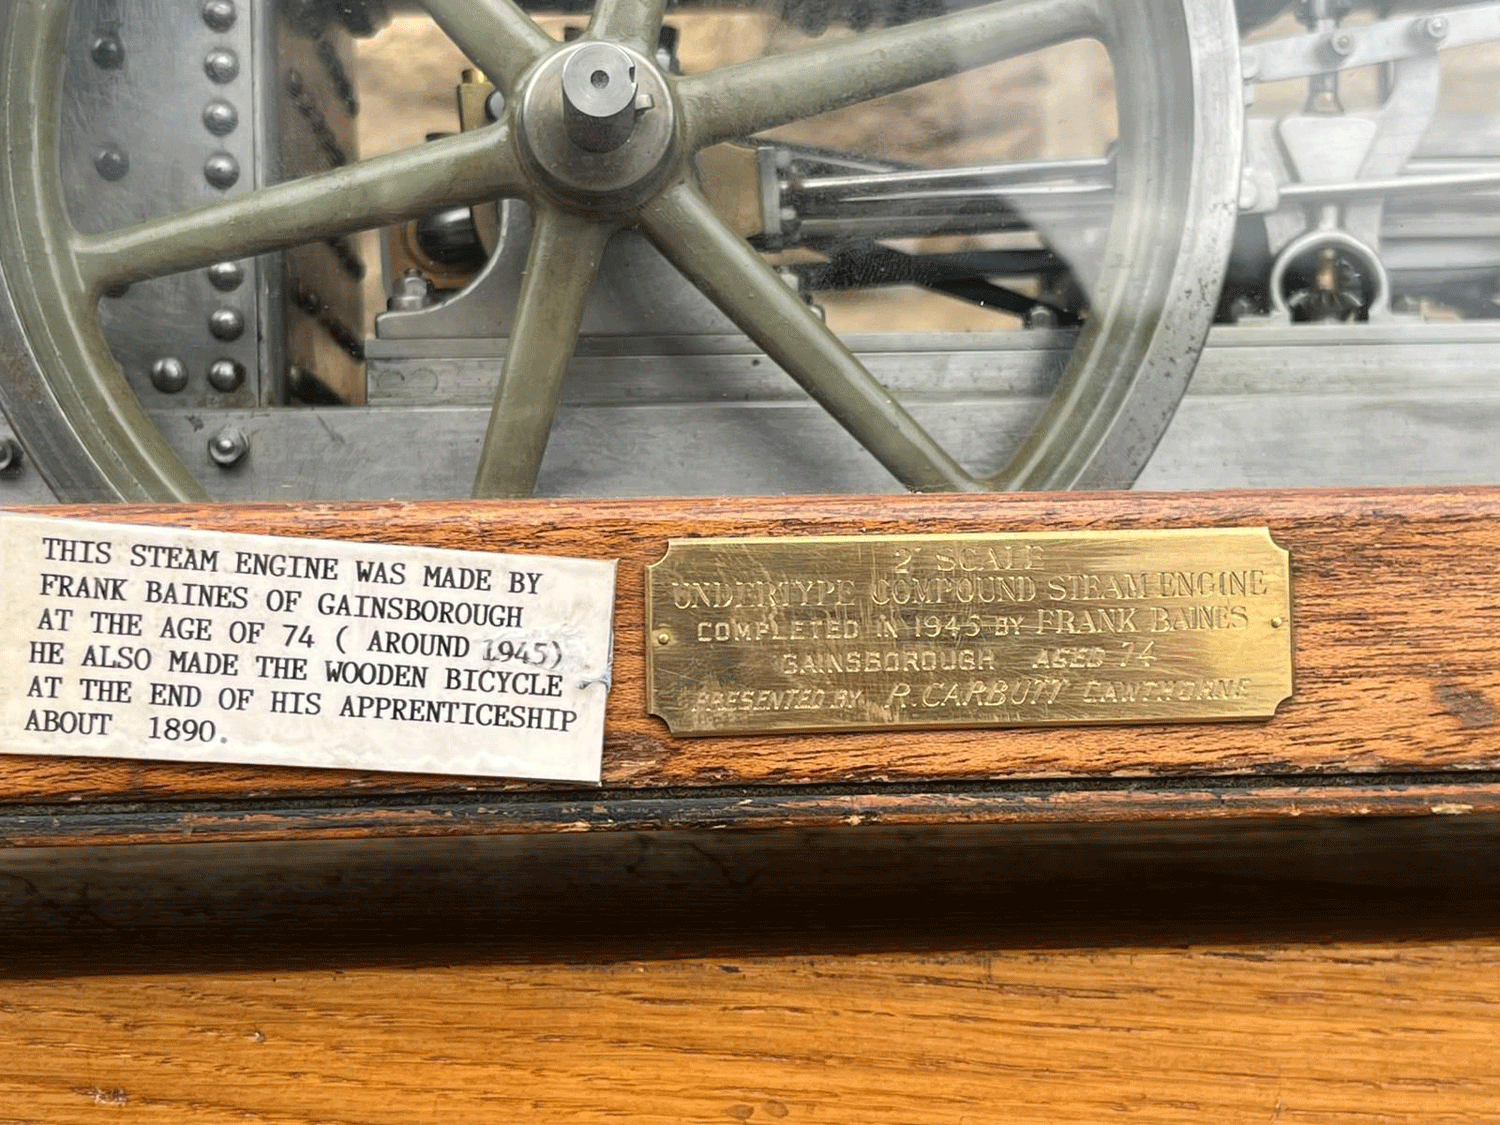 THIS STEAM ENGINE WAS MADE BY
FRANK BAINES OF GAINSBOROUGH
AT THE AGE OF 74 ( AROUND 1945)
HE ALSO MADE THE WOODEN BICYCLE
AT THE END OF HIS APPRENTICESHIP
ABOUT 1890.
2" SCALE
UNDERTYPE COMPOUND STEAM ENGINE
COMPLETED IN 1945 BY FRANK BAINES
GAINSBOROUGH AGED 74
PRESENTED BY R.CARBUTT CAWTHORNE